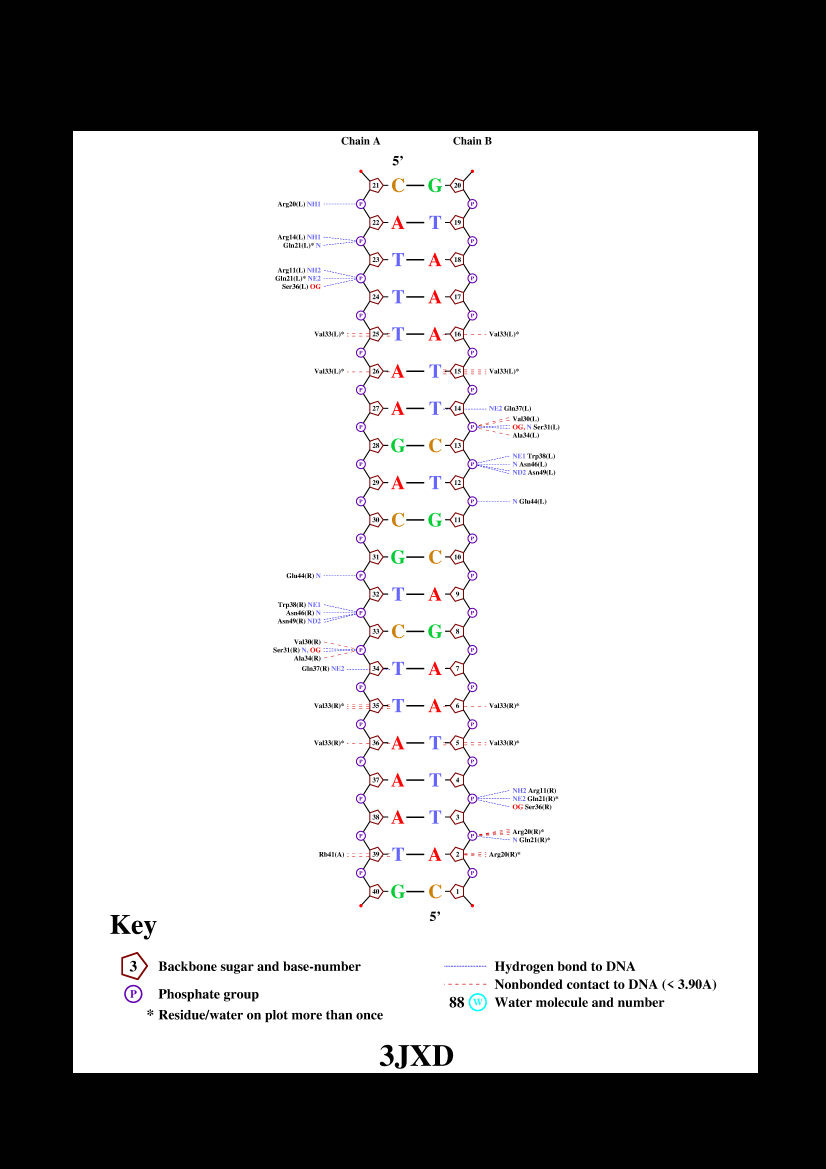 Chain A Chain B
5’
21 C G 20
P P
Arg20(L) NH1
22 A T 19
Arg14(L) NH1
P P
Gln21(L)* N
23 T A 18
Arg11(L) NH2
Gln21(L)* NE2 P P
Ser36(L) OG
24 T A 17
P P
Val33(L)* 25 T A 16 Val33(L)*
P P
Val33(L)* 26 A T 15 Val33(L)*
P P
27 A T 14 NE2 Gln37(L)
Val30(L)
P P OG, N Ser31(L)
Ala34(L)
28 G C 13
NE1 Trp38(L)
P P N Asn46(L)
ND2 Asn49(L)
29 A T 12
P P N Glu44(L)
30 C G 11
P P
31 G C 10
Glu44(R) N P P
32 T A 9
Trp38(R) NE1
Asn46(R) N P P
Asn49(R) ND2
33 C G 8
Val30(R)
Ser31(R) N, OG P P
Ala34(R)
Gln37(R) NE2 34 T A 7
P P
Val33(R)* 35 T A 6 Val33(R)*
P P
Val33(R)* 36 A T 5 Val33(R)*
P P
37 A T 4
NH2 Arg11(R)
P P NE2 Gln21(R)*
OG Ser36(R)
38 A T 3
Arg20(R)*
P P
N Gln21(R)*
Rb41(A) 39 T A 2 Arg20(R)*
P P
40 G C 1
5’
Key
3 Backbone sugar and base-number
P Phosphate group
* Residue/water on plot more than once
Hydrogen bond to DNA
Nonbonded contact to DNA (< 3.90A)
88 W Water molecule and number
3JXD